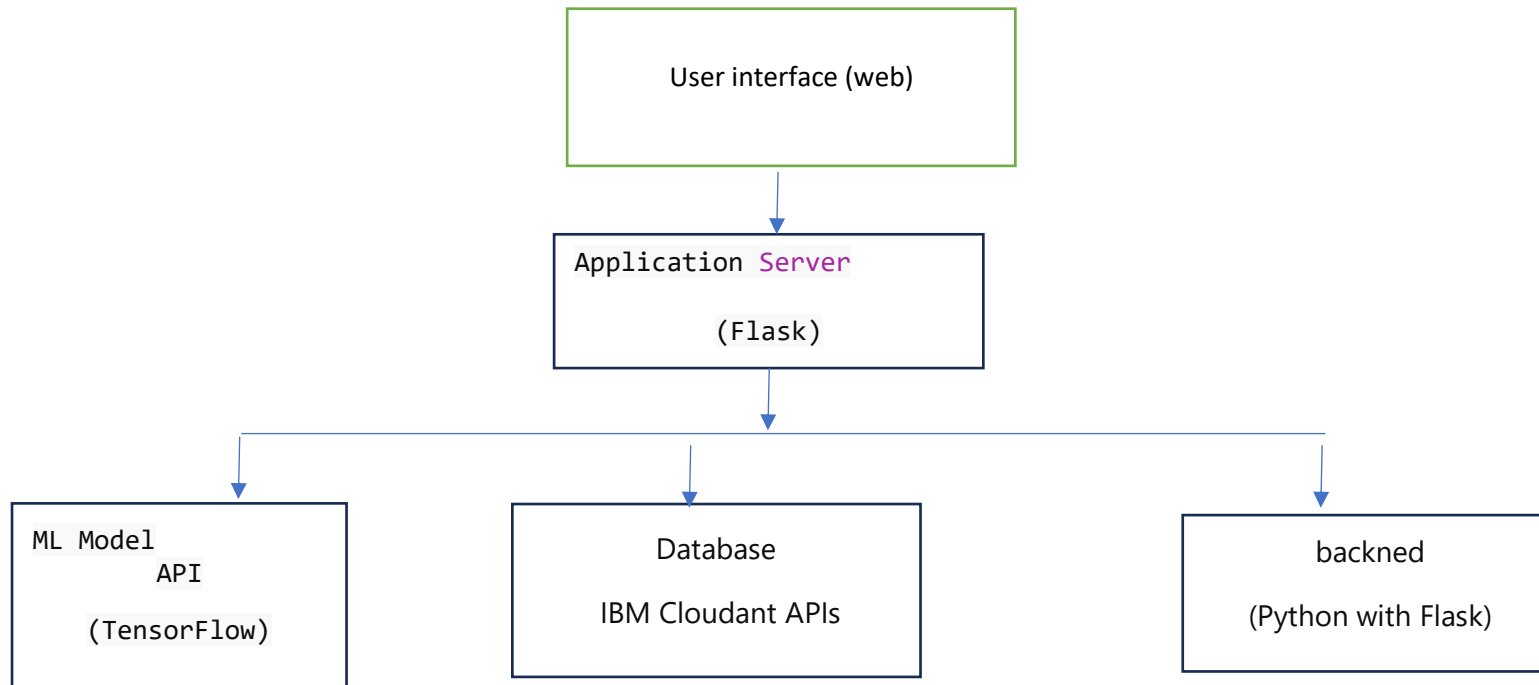 User interface (web)
Application Server
(Flask)
ML Model
API
(TensorFlow)
Database
IBM Cloudant APIs
backned
(Python with Flask)